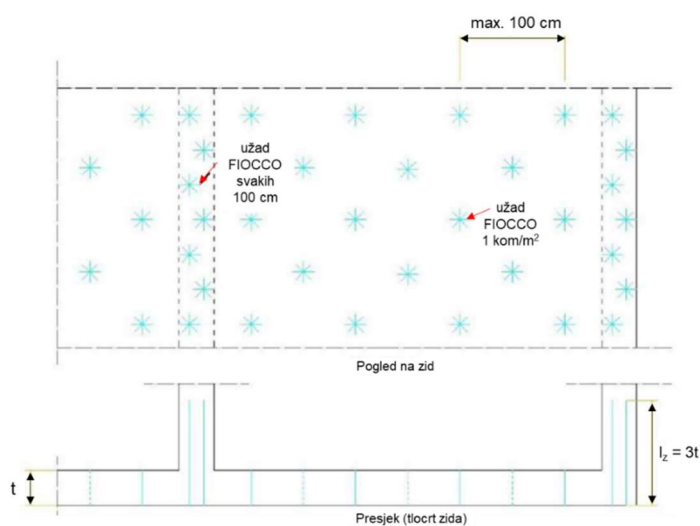 max. 100 cm
užad
FIOCCO
svakih
100 cm
užad
FIOCCO
1 kom/m²
Pogled na zid
t
l_z = 3t
Presjek (tlocrt zida)